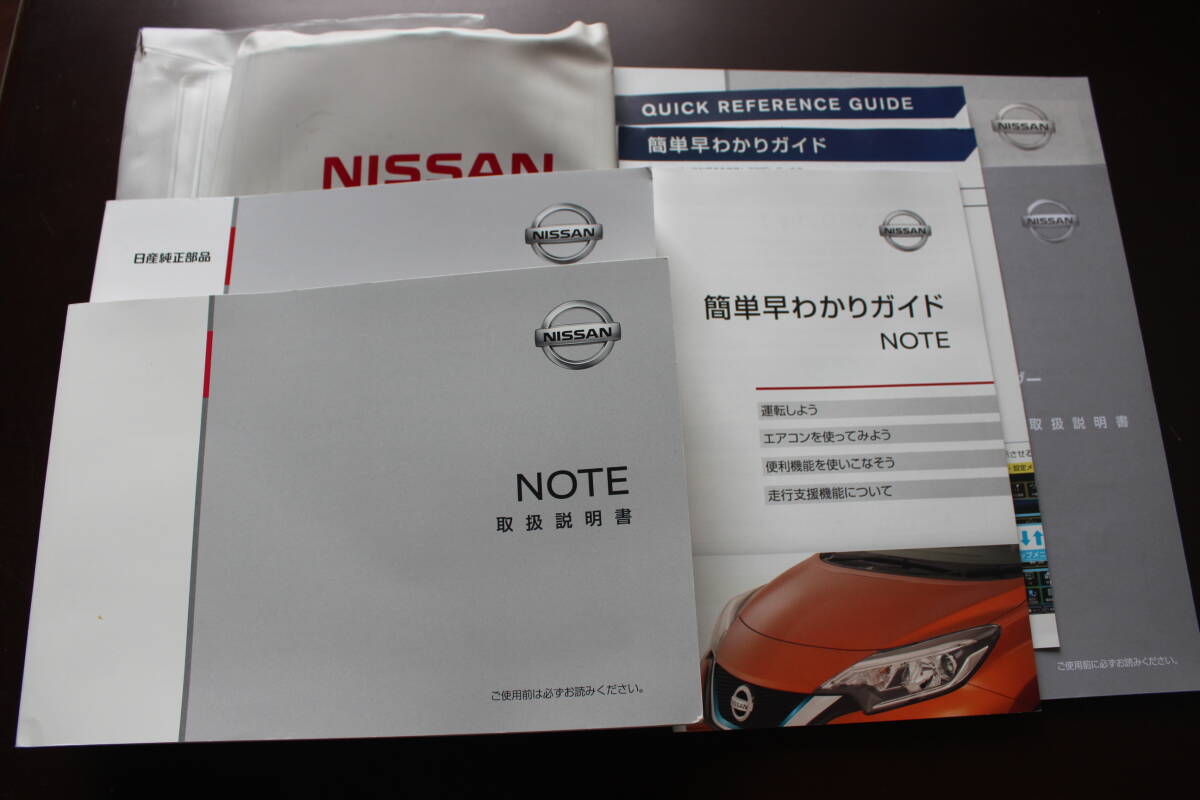 NISSAN
QUICK REFERENCE GUIDE
簡単早わかりガイド
NISSAN
NISSAN
日産純正部品
NISSAN
NISSAN
簡単早わかりガイド
NOTE
運転しよう
エアコンを使ってみよう
便利機能を使いこなそう
走行支援機能について
NISSAN
NISSAN
NOTE
取扱説明書
ご使用前は必ずお読みください。
ダー
取扱説明書
ご使用前に必ずお読みください。